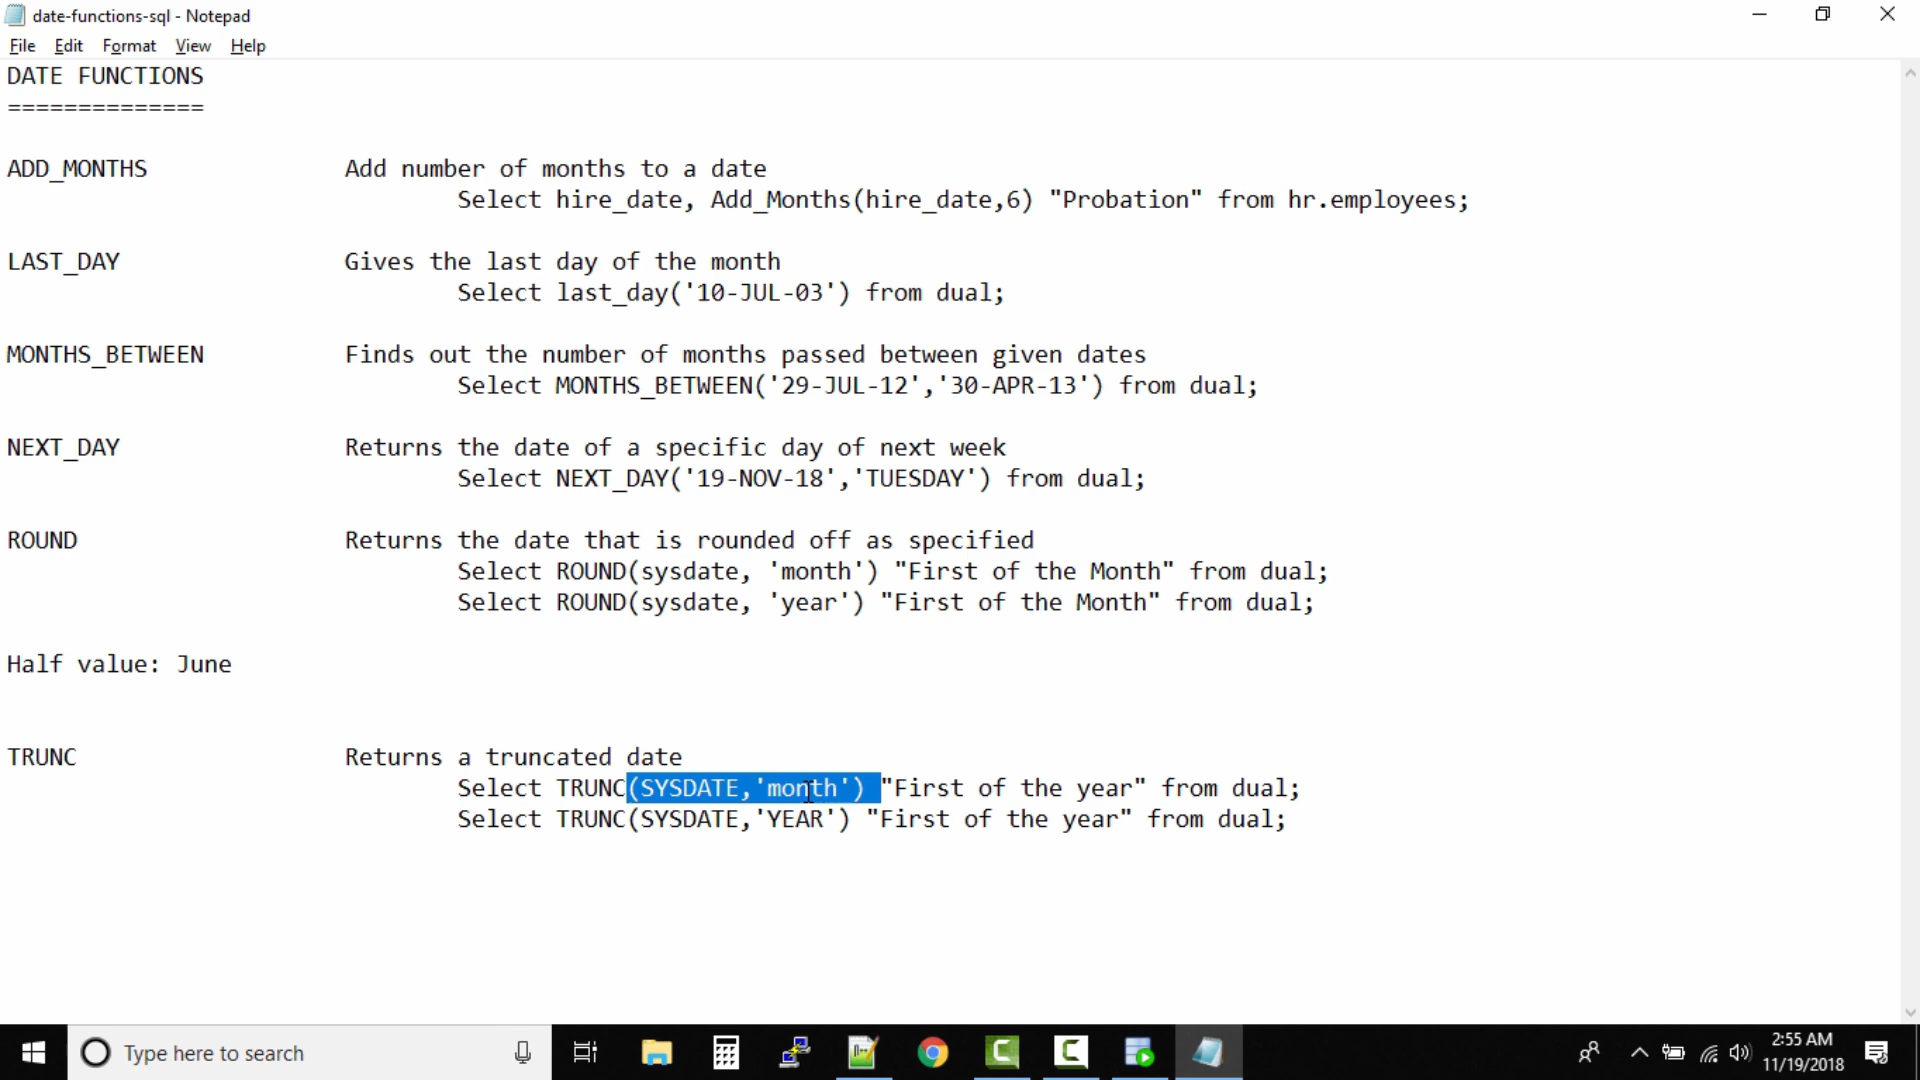 date-functions-sql - Notepad
File Edit Format View Help
DATE FUNCTIONS
==============
ADD_MONTHS Add number of months to a date
Select hire_date, Add_Months(hire_date,6) "Probation" from hr.employees;
LAST_DAY Gives the last day of the month
Select last_day('10-JUL-03') from dual;
MONTHS_BETWEEN Finds out the number of months passed between given dates
Select MONTHS_BETWEEN('29-JUL-12','30-APR-13') from dual;
NEXT_DAY Returns the date of a specific day of next week
Select NEXT_DAY('19-NOV-18','TUESDAY') from dual;
ROUND Returns the date that is rounded off as specified
Select ROUND(sysdate, 'month') "First of the Month" from dual;
Select ROUND(sysdate, 'year') "First of the Month" from dual;
Half value: June
TRUNC Returns a truncated date
Select TRUNC(SYSDATE,'month') "First of the year" from dual;
Select TRUNC(SYSDATE,'YEAR') "First of the year" from dual;
Type here to search
2:55 AM
11/19/2018